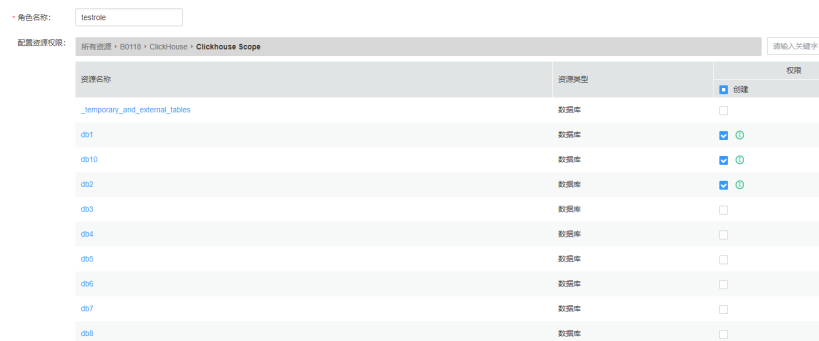 * 角色名称： testrole
配置资源权限： 所有资源 › B0118 › ClickHouse › Clickhouse Scope 请输入关键字
资源名称 资源类型 权限
创建
_temporary_and_external_tables 数据库
db1 数据库
db10 数据库
db2 数据库
db3 数据库
db4 数据库
db5 数据库
db6 数据库
db7 数据库
db8 数据库